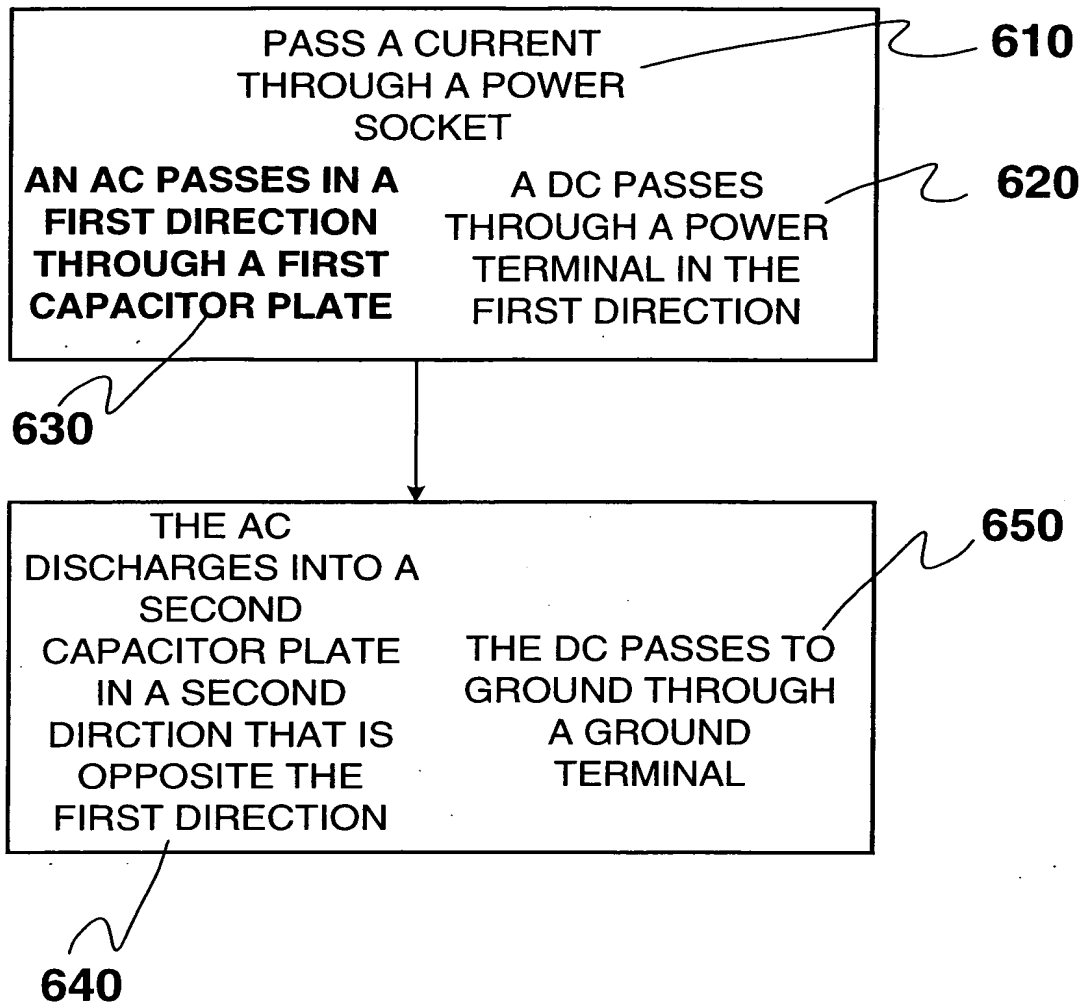 PASS A CURRENT
THROUGH A POWER
SOCKET
610
AN AC PASSES IN A
FIRST DIRECTION
THROUGH A FIRST
CAPACITOR PLATE
A DC PASSES
THROUGH A POWER
TERMINAL IN THE
FIRST DIRECTION
620
630
THE AC
DISCHARGES INTO A
SECOND
CAPACITOR PLATE
IN A SECOND
DIRCTION THAT IS
OPPOSITE THE
FIRST DIRECTION
THE DC PASSES TO
GROUND THROUGH
A GROUND
TERMINAL
650
640